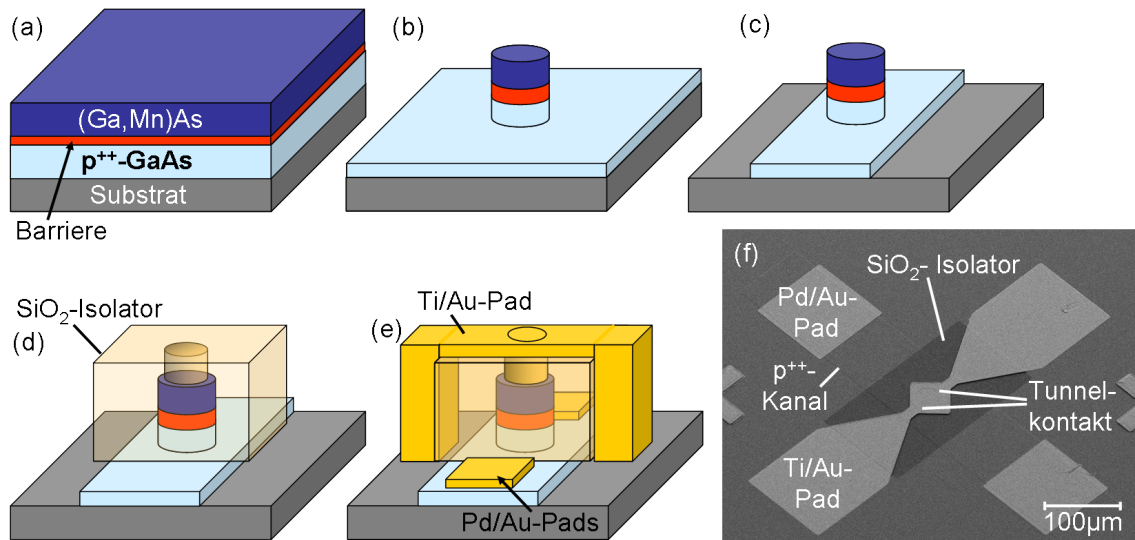 (a)
(Ga,Mn)As
p++-GaAs
Substrat
Barriere
(b)
(c)
(d)
SiO2-Isolator
(e)
Ti/Au-Pad
Pd/Au-Pads
(f)
SiO2- Isolator
Pd/Au-
Pad
p++-
Kanal
Tunnel-
kontakt
Ti/Au-
Pad
100µm